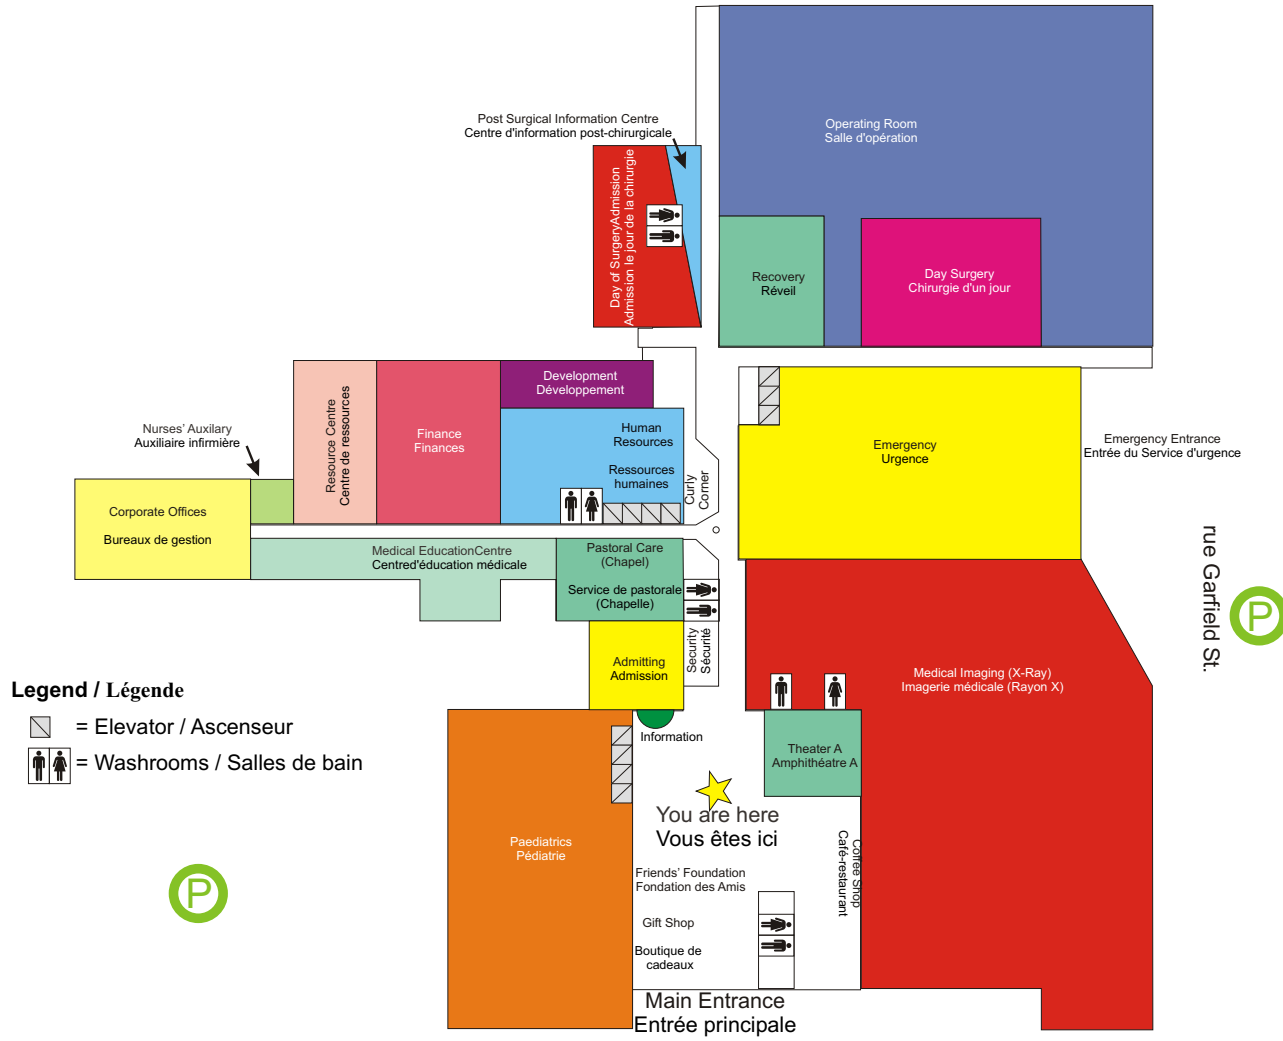 Post Surgical Information Centre
Centre d'information post-chirurgicale
Operating Room
Salle d'opération
Day of SurgeryAdmission
Admission le jour de la chirurgie
Recovery
Réveil
Day Surgery
Chirurgie d'un jour
Development
Développement
Resource Centre
Centre de ressources
Finance
Finances
Human
Resources
Ressources
humaines
Nurses' Auxilary
Auxiliaire infirmière
Curly
Corner
Emergency
Urgence
Emergency Entrance
Entrée du Service d'urgence
Corporate Offices
Bureaux de gestion
Medical EducationCentre
Centred'éducation médicale
Pastoral Care
(Chapel)
Service de pastorale
(Chapelle)
Security
Sécurité
rue Garfield St.
P
Admitting
Admission
Medical Imaging (X-Ray)
Imagerie médicale (Rayon X)
Legend / Légende
= Elevator / Ascenseur
= Washrooms / Salles de bain
Information
Theater A
Amphithéatre A
You are here
Vous êtes ici
Paediatrics
Pédiatrie
Coffee Shop
Café-restaurant
P
Friends' Foundation
Fondation des Amis
Gift Shop
Boutique de
cadeaux
Main Entrance
Entrée principale